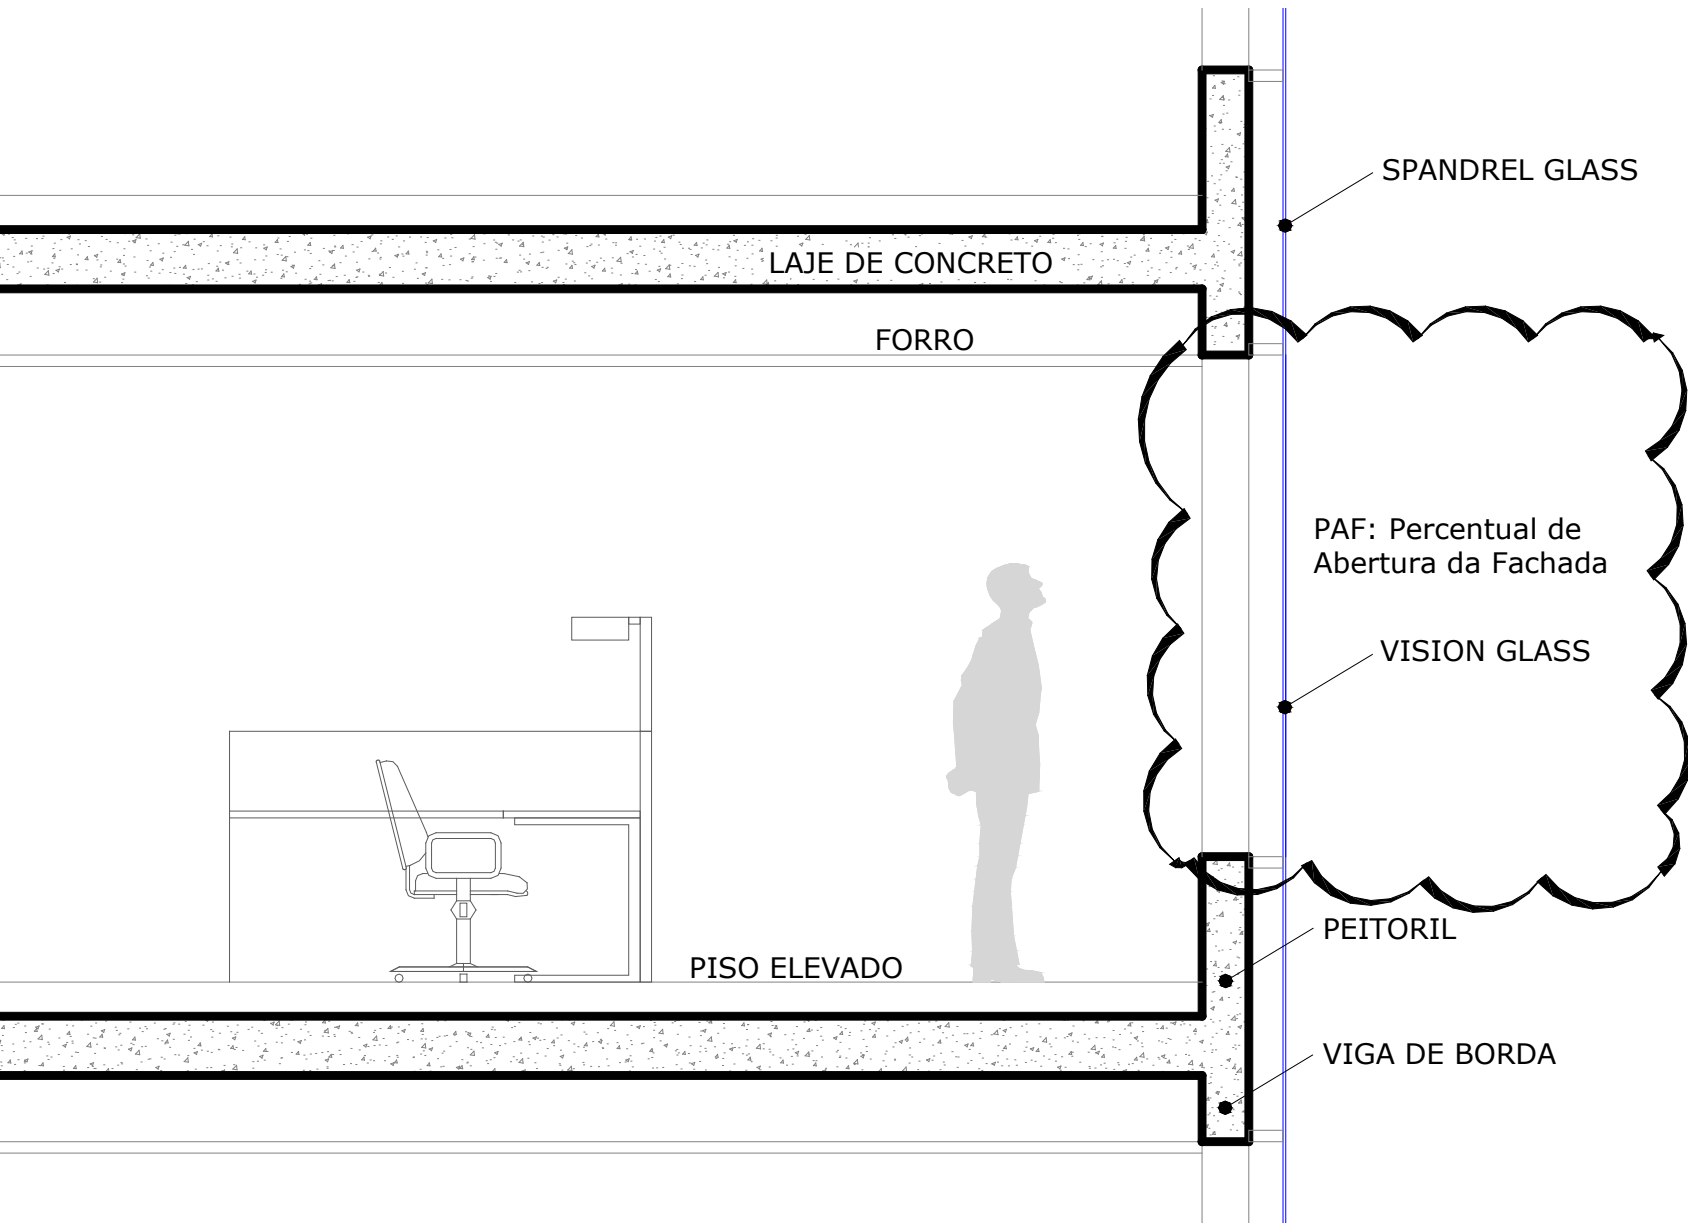 SPANDREL GLASS
LAJE DE CONCRETO
FORRO
PAF: Percentual de
Abertura da Fachada
VISION GLASS
PEITORIL
PISO ELEVADO
VIGA DE BORDA